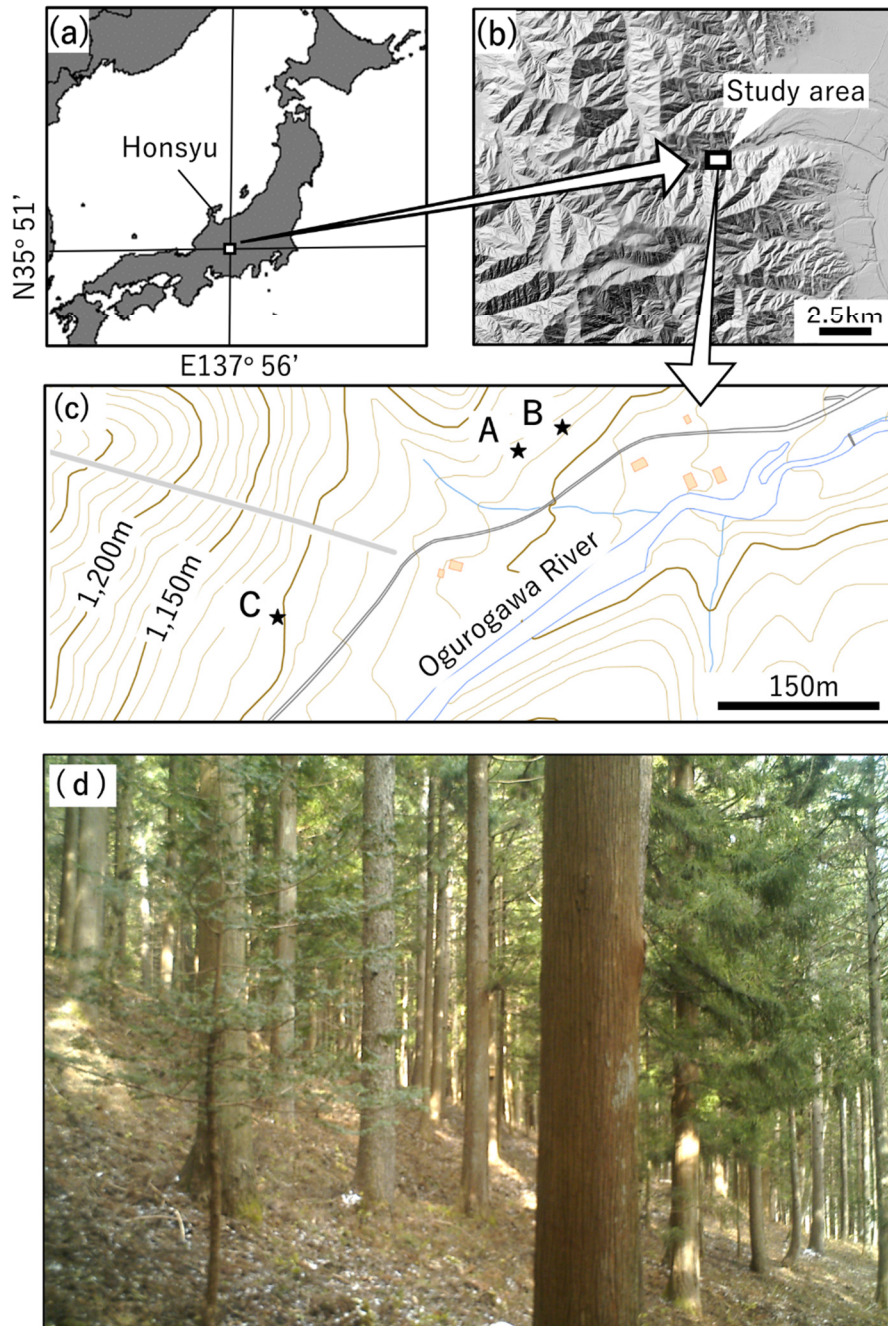 (a)
Honsyu
N35° 51’
E137° 56’
(b)
Study area
2.5km
(c)
A
B
C
1,200m
1,150m
Ogurogawa River
150m
(d)